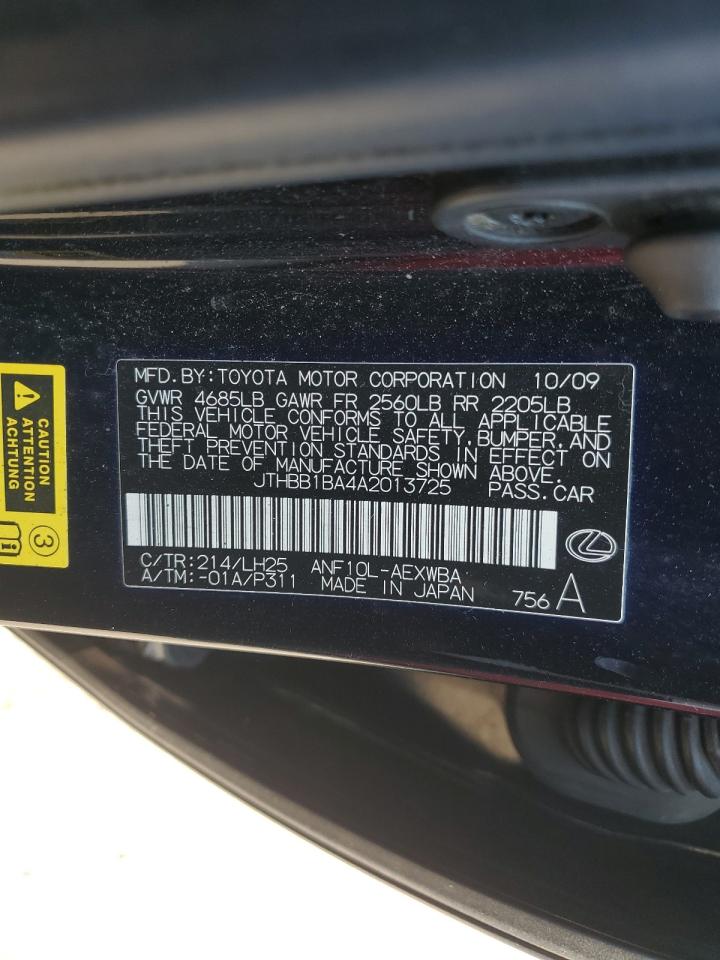 MFD.BY:TOYOTA MOTOR CORPORATION 10/09
GVWR 4685LB GAWR FR 2560LB RR 2205LB
THIS VEHICLE CONFORMS TO ALL APPLICABLE
FEDERAL MOTOR VEHICLE SAFETY,BUMPER,AND
THEFT PREVENTION STANDARDS IN EFFECT ON
THE DATE OF MANUFACTURE SHOWN ABOVE.
JTHBB1BA4A2013725 PASS.CAR
C/TR:214/LH25 ANF10L-AEXWBA
A/TM:-01A/P311 MADE IN JAPAN 756 A
CAUTION
ATTENTION
ACHTUNG
3